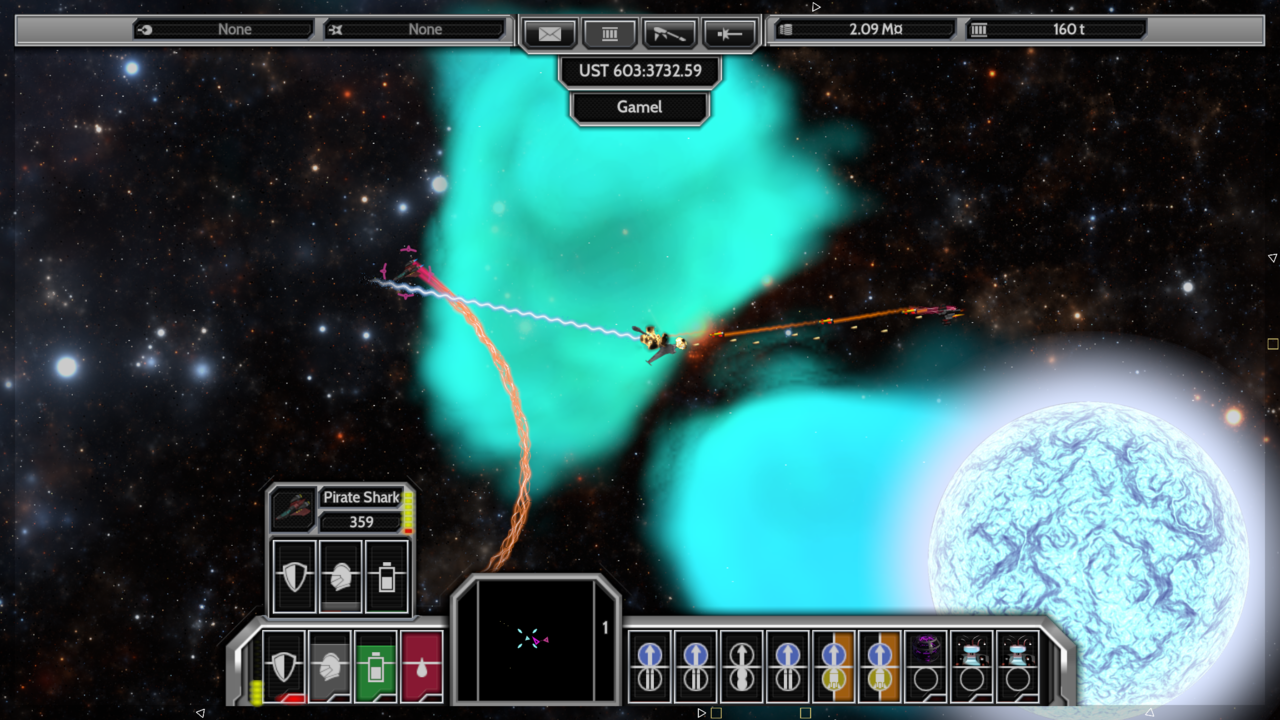 None
None
2.09 M¤
160 t
UST 603:3732.59
Gamel
Pirate Shark
359
1